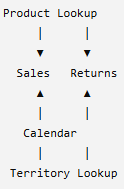 Product Lookup
Sales Returns
Calendar
Territory Lookup